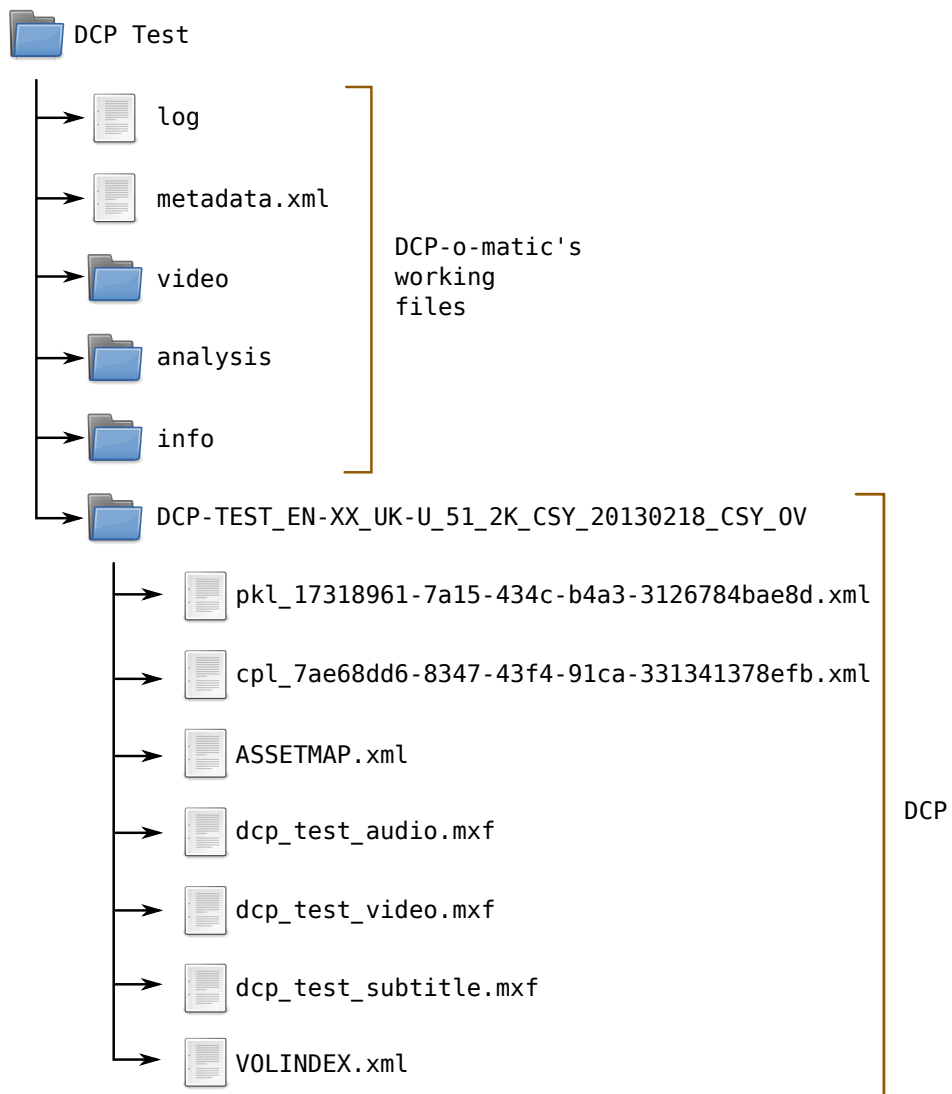 DCP Test
log
metadata.xml
video
analysis
info
DCP-o-matic's
working
files
DCP-TEST_EN-XX_UK-U_51_2K_CSY_20130218_CSY_OV
pkl_17318961-7a15-434c-b4a3-3126784bae8d.xml
cpl_7ae68dd6-8347-43f4-91ca-331341378efb.xml
ASSETMAP.xml
dcp_test_audio.mxf
dcp_test_video.mxf
dcp_test_subtitle.mxf
VOLINDEX.xml
DCP